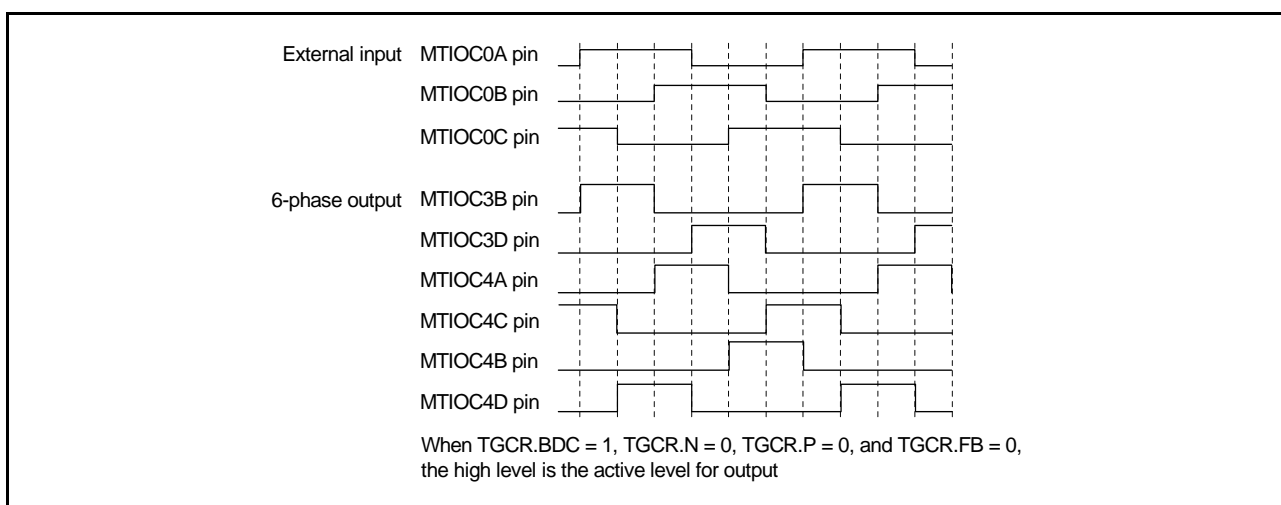 External input MTIOC0A pin
MTIOC0B pin
MTIOC0C pin
6-phase output MTIOC3B pin
MTIOC3D pin
MTIOC4A pin
MTIOC4C pin
MTIOC4B pin
MTIOC4D pin
When TGCR.BDC = 1, TGCR.N = 0, TGCR.P = 0, and TGCR.FB = 0,
the high level is the active level for output